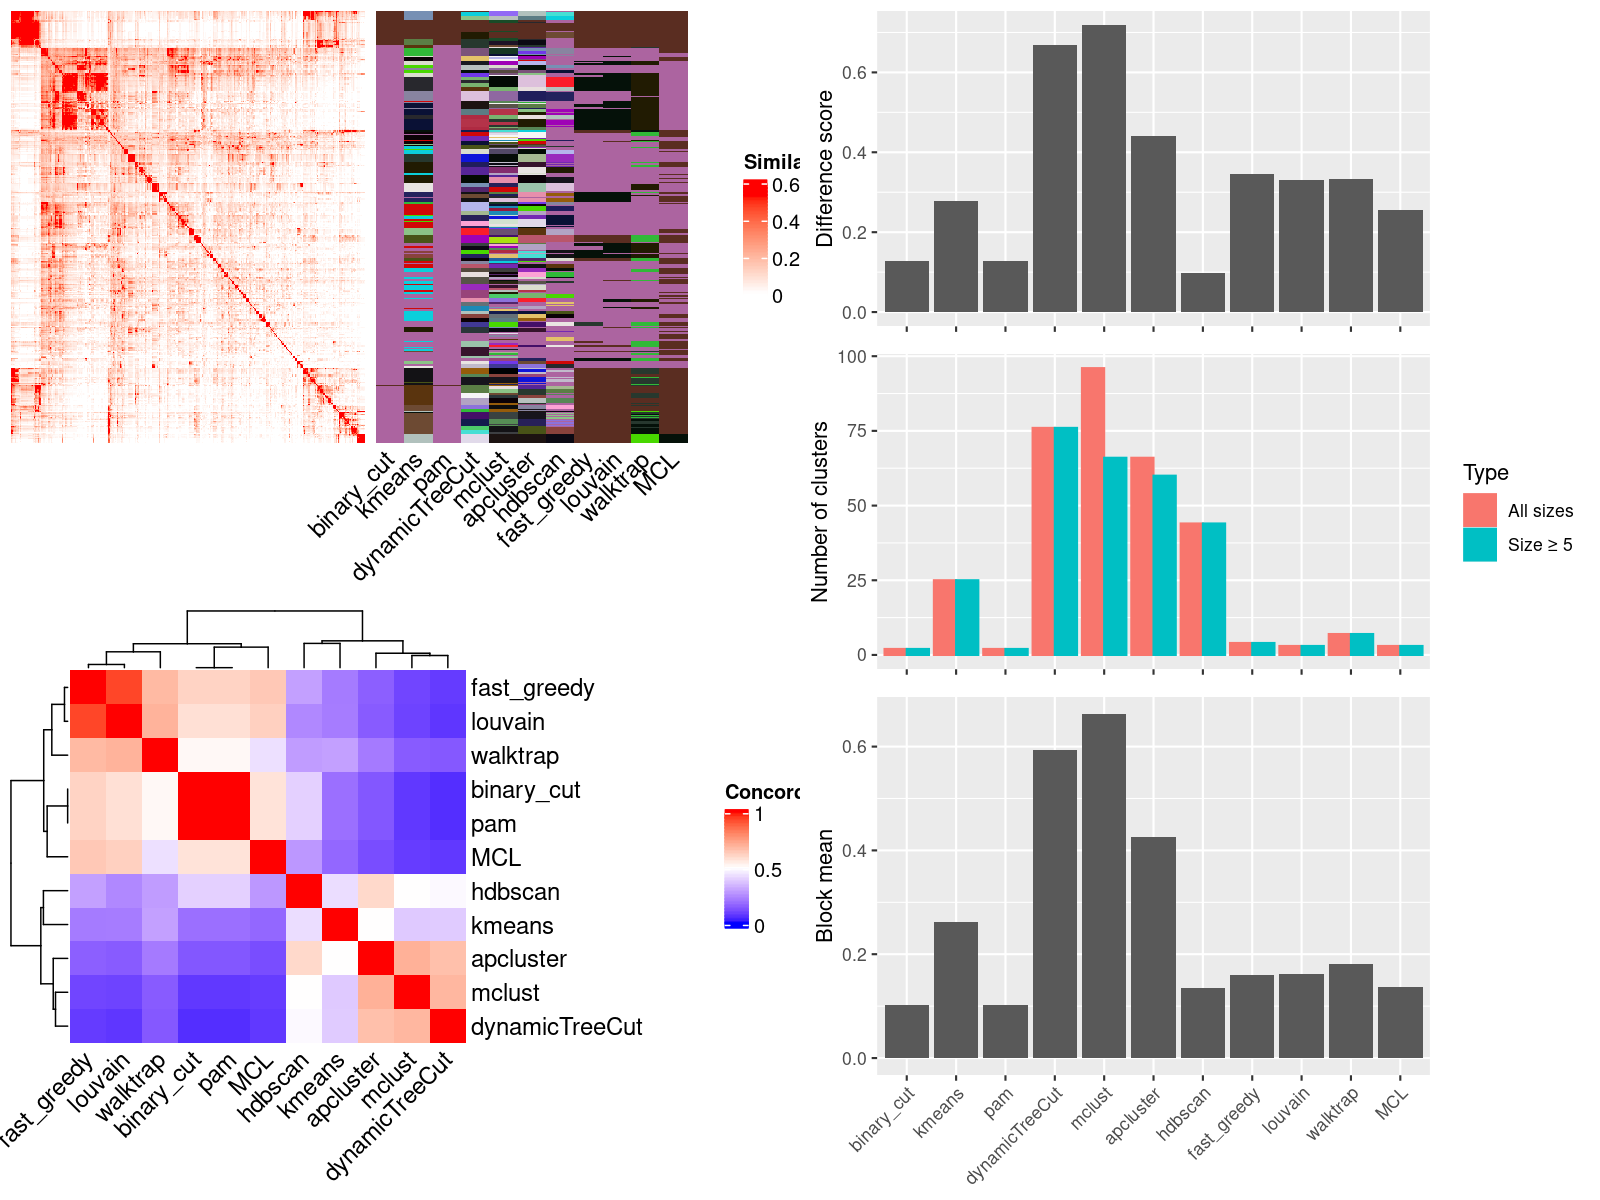 Simila
0.6
0.4
0.2
0
binary_cut
kmeans
pam
dynamicTreeCut
mclust
apcluster
hdbscan
fast_greedy
louvain
walktrap
MCL
fast_greedy
louvain
walktrap
binary_cut
pam
MCL
hdbscan
kmeans
apcluster
mclust
dynamicTreeCut
Concord
1
0.5
0
fast_greedy
louvain
walktrap
binary_cut
pam
MCL
hdbscan
kmeans
apcluster
mclust
dynamicTreeCut
Difference score
0.6
0.4
0.2
0.0
Number of clusters
100
75
50
25
0
Type
All sizes
Size ≥ 5
Block mean
0.6
0.4
0.2
0.0
binary_cut
kmeans
pam
dynamicTreeCut
mclust
apcluster
hdbscan
fast_greedy
louvain
walktrap
MCL